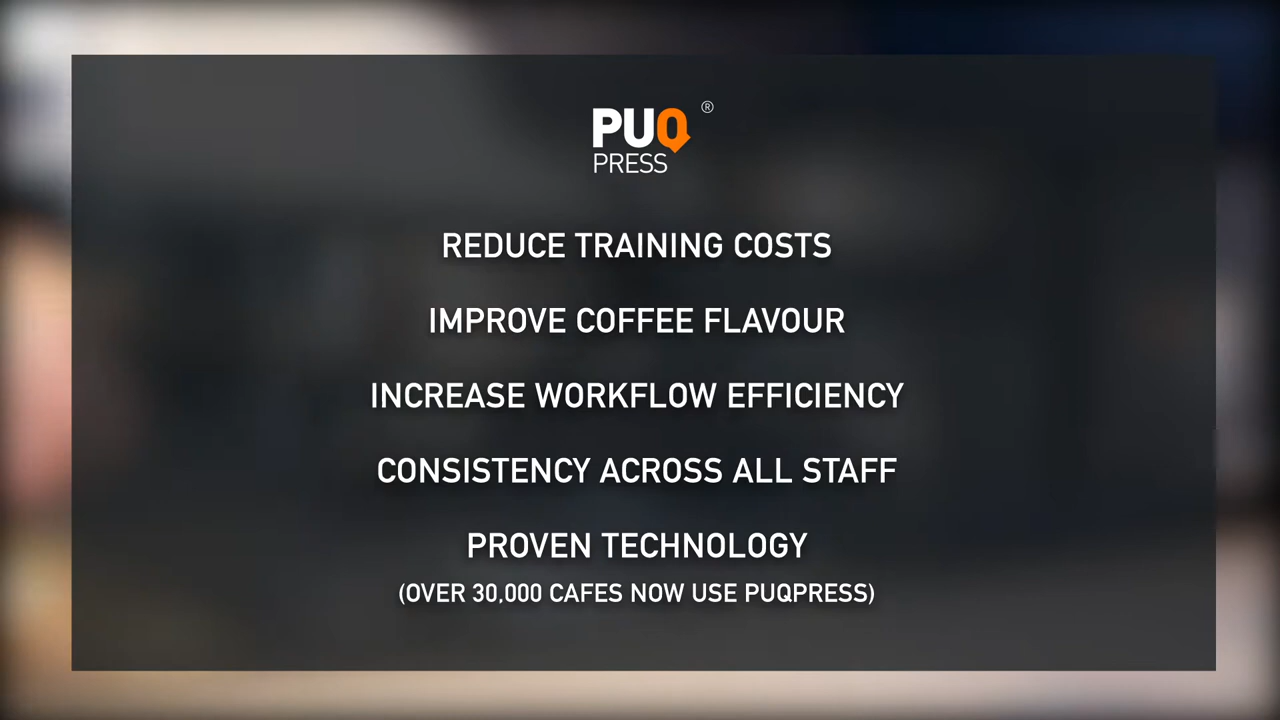 PUQ ®
PRESS
REDUCE TRAINING COSTS
IMPROVE COFFEE FLAVOUR
INCREASE WORKFLOW EFFICIENCY
CONSISTENCY ACROSS ALL STAFF
PROVEN TECHNOLOGY
(OVER 30,000 CAFES NOW USE PUQPRESS)